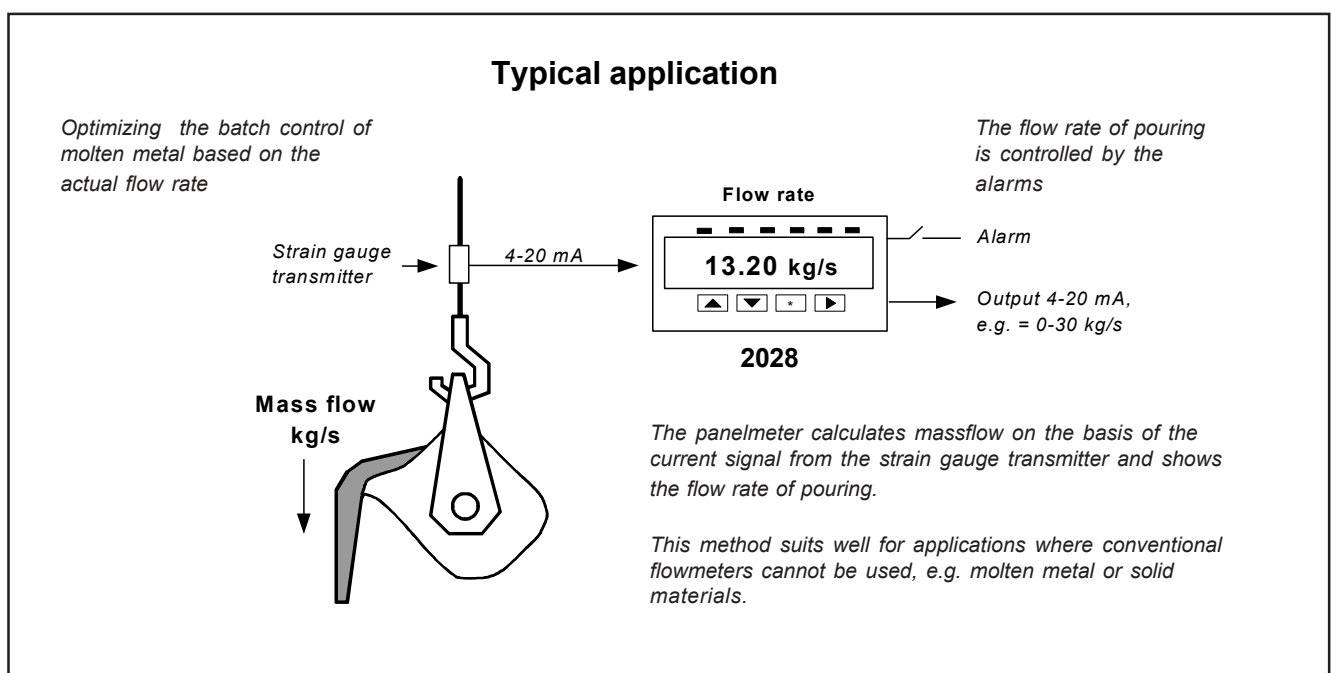 Typical application
Optimizing the batch control of
molten metal based on the
actual flow rate
The flow rate of pouring
is controlled by the
alarms
Flow rate
Strain gauge
transmitter
4-20 mA
13.20 kg/s
*
Alarm
Output 4-20 mA,
e.g. = 0-30 kg/s
2028
Mass flow
kg/s
The panelmeter calculates massflow on the basis of the
current signal from the strain gauge transmitter and shows
the flow rate of pouring.
This method suits well for applications where conventional
flowmeters cannot be used, e.g. molten metal or solid
materials.